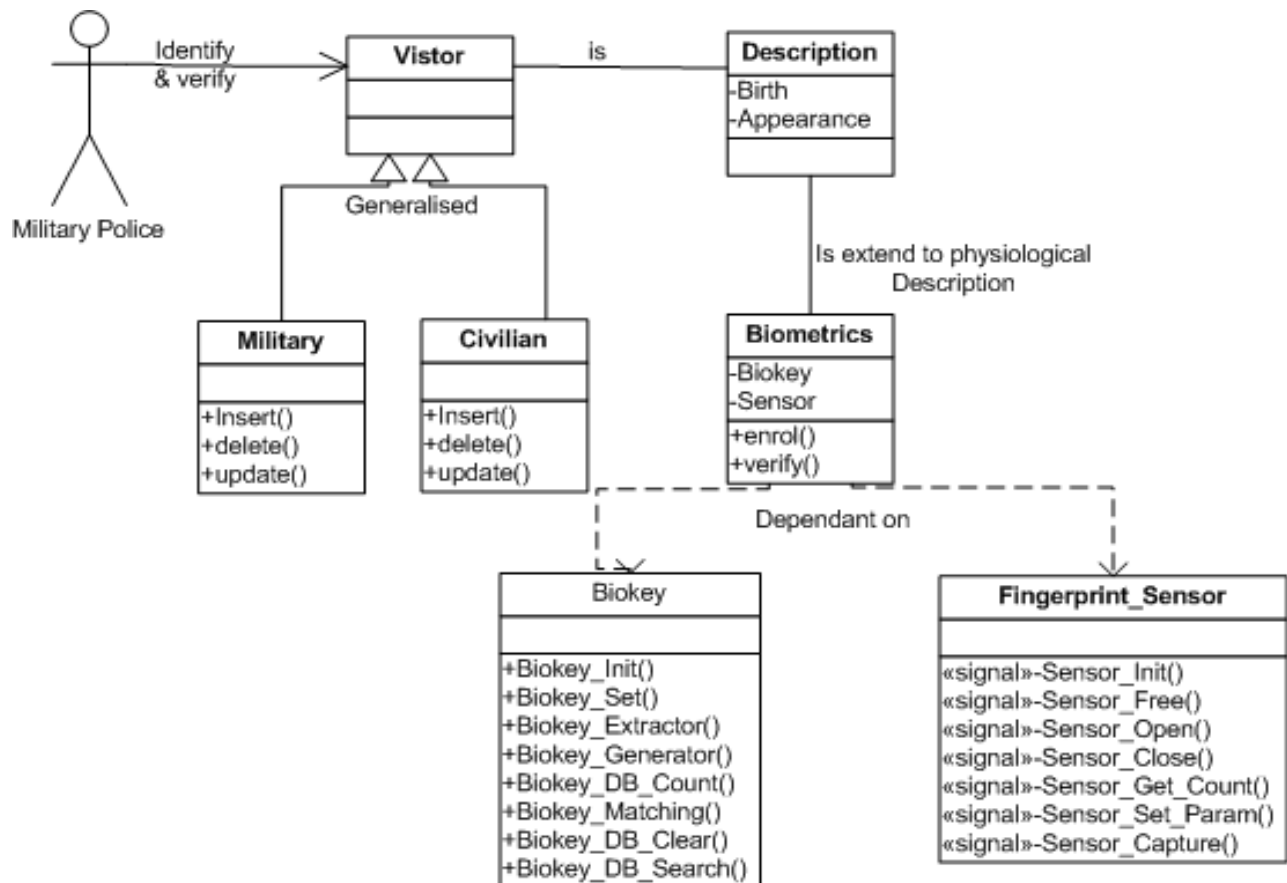 Identify
& verify
Vistor
is
Description
-Birth
-Appearance
Military Police
Generalised
Is extend to physiological
Description
Military
+Insert()
+delete()
+update()
Civilian
+Insert()
+delete()
+update()
Biometrics
-Biokey
-Sensor
+enrol()
+verify()
Dependant on
Biokey
+Biokey_Init()
+Biokey_Set()
+Biokey_Extractor()
+Biokey_Generator()
+Biokey_DB_Count()
+Biokey_Matching()
+Biokey_DB_Clear()
+Biokey_DB_Search()
Fingerprint_Sensor
«signal»-Sensor_Init()
«signal»-Sensor_Free()
«signal»-Sensor_Open()
«signal»-Sensor_Close()
«signal»-Sensor_Get_Count()
«signal»-Sensor_Set_Param()
«signal»-Sensor_Capture()